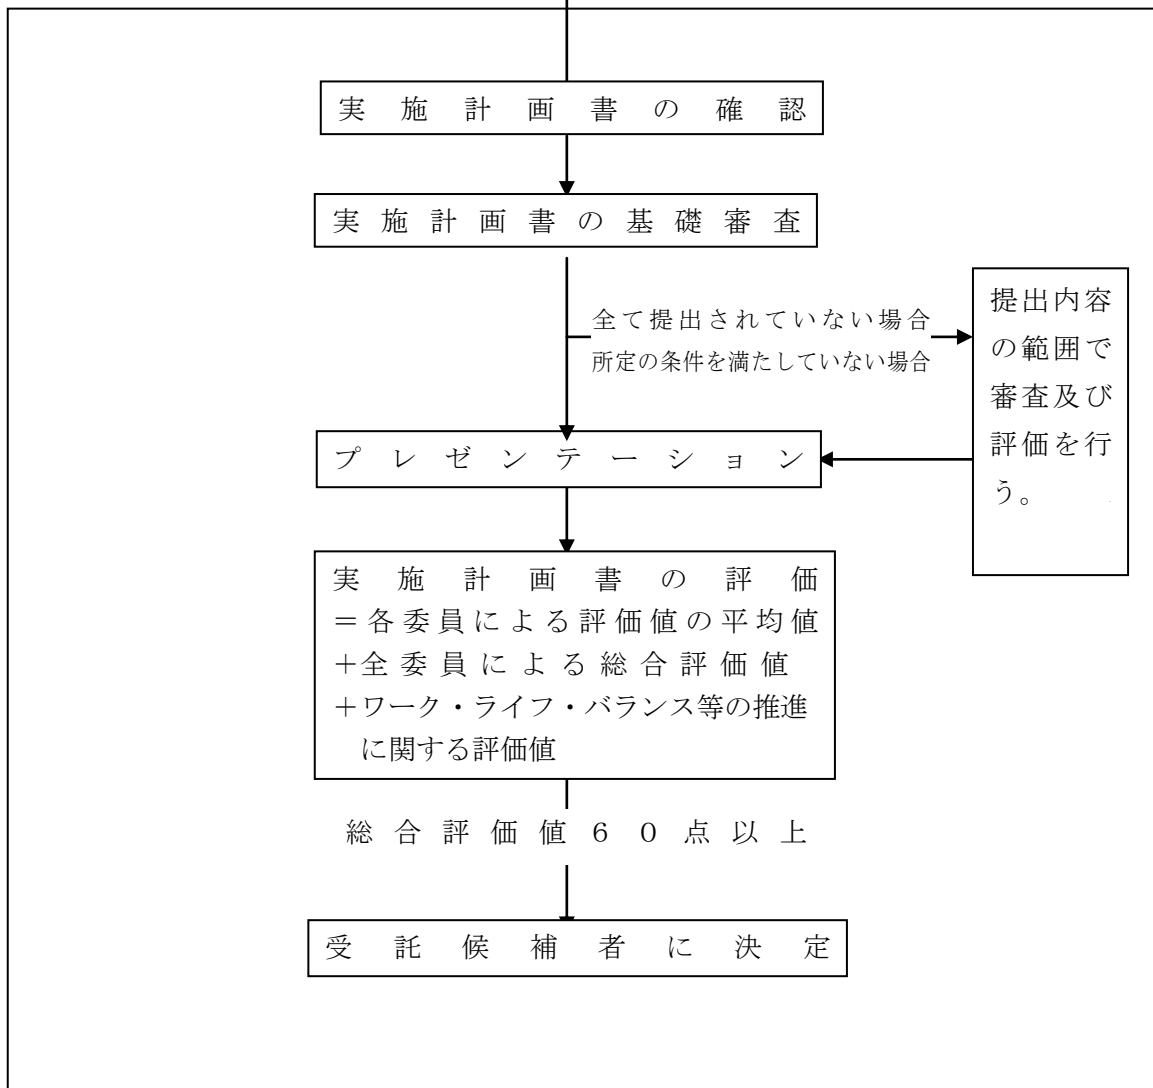 実施計画書の確認
実施計画書の基礎審査
全て提出されていない場合
所定の条件を満たしていない場合
提出内容
の範囲で
審査及び
評価を行
う。
プレゼンテーション
実施計画書の評価
＝各委員による評価値の平均値
＋全委員による総合評価値
＋ワーク・ライフ・バランス等の推進
に関する評価値
総合評価値６０点以上
受託候補者に決定